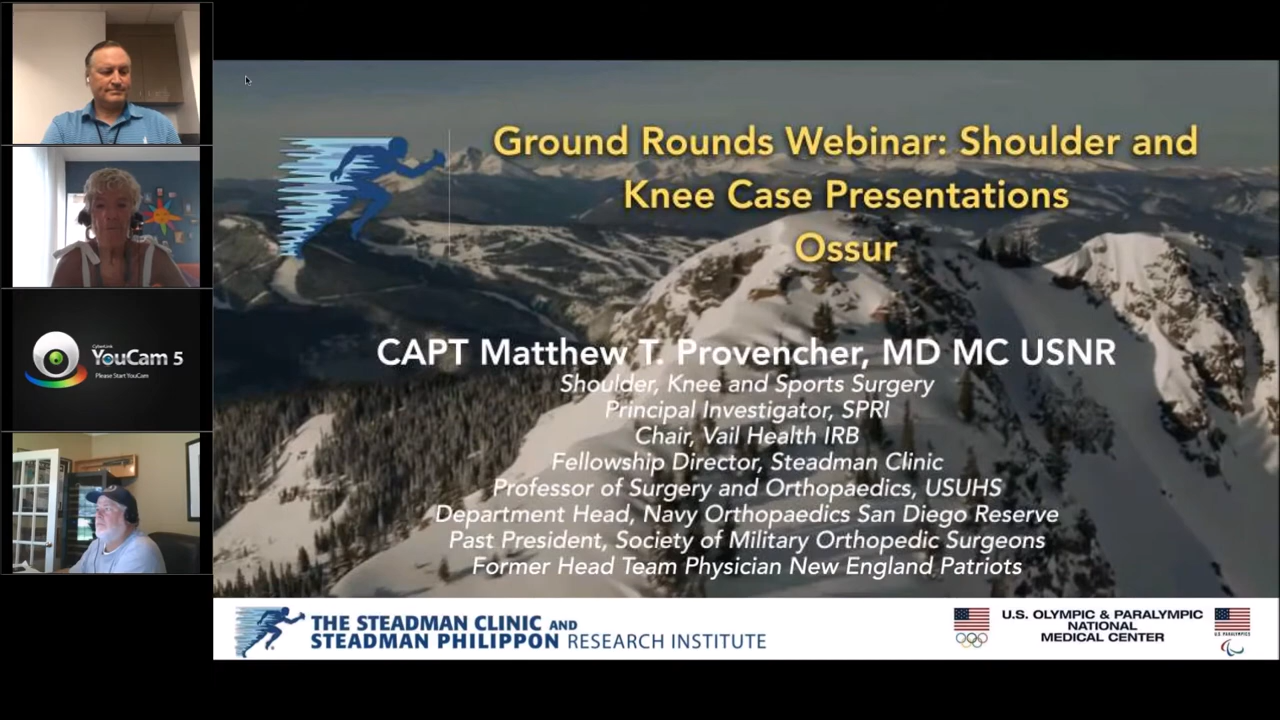 CyberLink
YouCam 5
Please Start YouCam
Ground Rounds Webinar: Shoulder and
Knee Case Presentations
Ossur
CAPT Matthew T. Provencher, MD MC USNR
Shoulder, Knee and Sports Surgery
Principal Investigator, SPRI
Chair, Vail Health IRB
Fellowship Director, Steadman Clinic
Professor of Surgery and Orthopaedics, USUHS
Department Head, Navy Orthopaedics San Diego Reserve
Past President, Society of Military Orthopedic Surgeons
Former Head Team Physician New England Patriots
THE STEADMAN CLINIC AND
STEADMAN PHILIPPON RESEARCH INSTITUTE
U.S. OLYMPIC & PARALYMPIC
NATIONAL
MEDICAL CENTER
U.S. PARALYMPICS